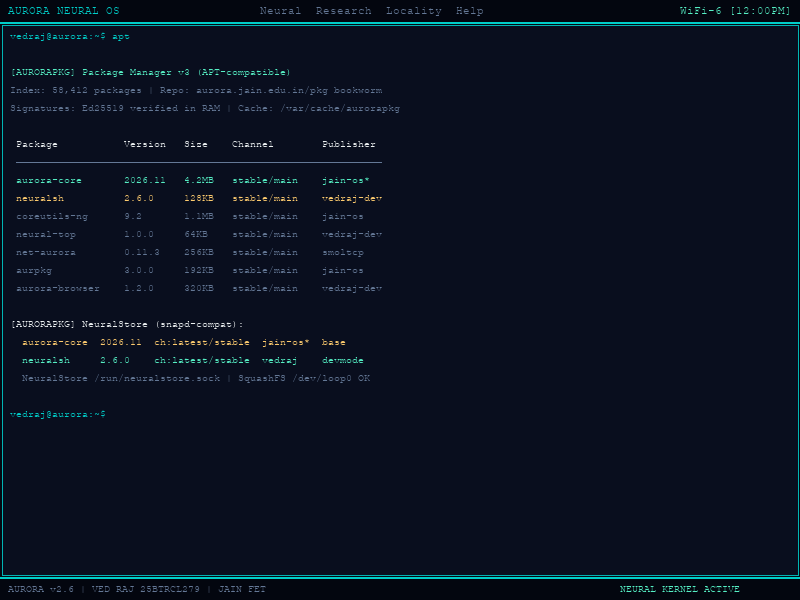 AURORA NEURAL OS Neural Research Locality Help WiFi-6 [12:00PM]
vedraj@aurora:~$ apt
[AURORAPKG] Package Manager v3 (APT-compatible)
Index: 58,412 packages | Repo: aurora.jain.edu.in/pkg bookworm
Signatures: Ed25519 verified in RAM | Cache: /var/cache/aurorapkg
Package Version Size Channel Publisher
aurora-core 2026.11 4.2MB stable/main jain-os*
neuralsh 2.6.0 128KB stable/main vedraj-dev
coreutils-ng 9.2 1.1MB stable/main jain-os
neural-top 1.0.0 64KB stable/main vedraj-dev
net-aurora 0.11.3 256KB stable/main smoltcp
aurpkg 3.0.0 192KB stable/main jain-os
aurora-browser 1.2.0 320KB stable/main vedraj-dev
[AURORAPKG] NeuralStore (snapd-compat):
aurora-core 2026.11 ch:latest/stable jain-os* base
neuralsh 2.6.0 ch:latest/stable vedraj devmode
NeuralStore /run/neuralstore.sock | SquashFS /dev/loop0 OK
vedraj@aurora:~$
AURORA v2.6 | VED RAJ 25BTRCL279 | JAIN FET NEURAL KERNEL ACTIVE